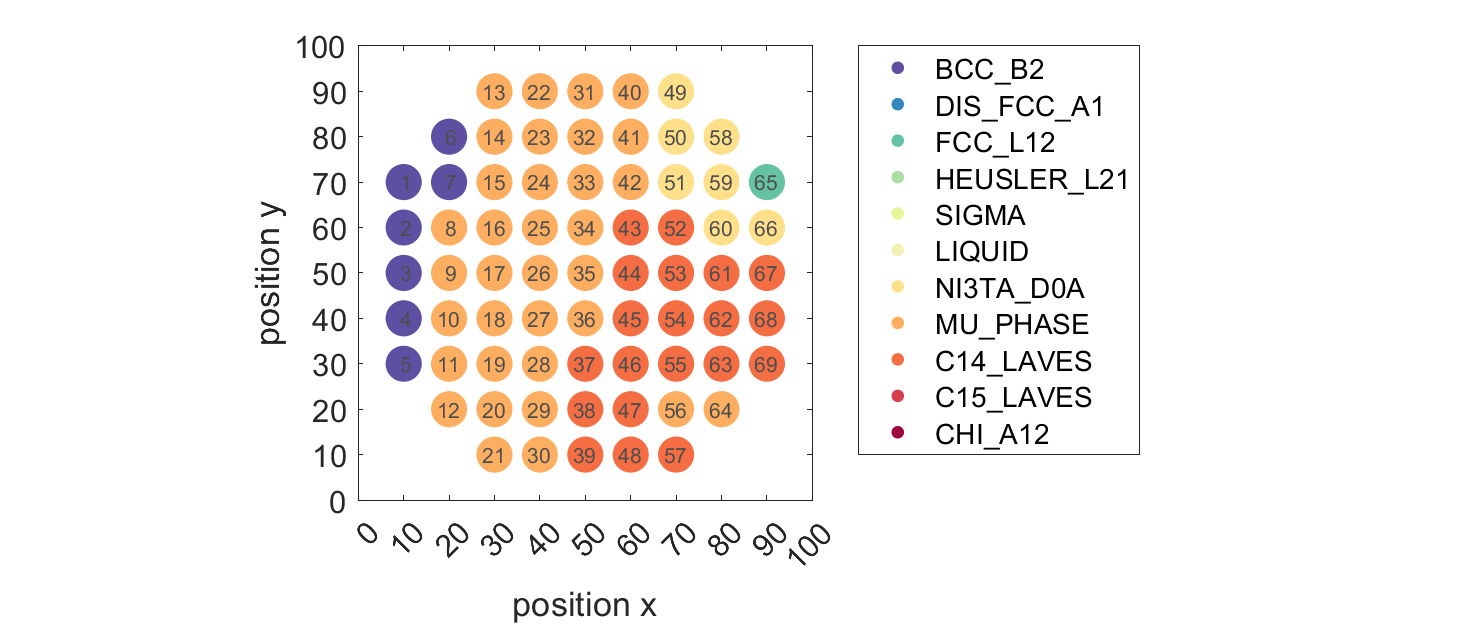 100
90
80
70
60
50
40
30
20
10
0
position y
13 22 31 40 49
6 14 23 32 41 50 58
1 7 15 24 33 42 51 59 65
2 8 16 25 34 43 52 60 66
3 9 17 26 35 44 53 61 67
4 10 18 27 36 45 54 62 68
5 11 19 28 37 46 55 63 69
12 20 29 38 47 56 64
21 30 39 48 57
0 10 20 30 40 50 60 70 80 90 100
position x
BCC_B2
DIS_FCC_A1
FCC_L12
HEUSLER_L21
SIGMA
LIQUID
NI3TA_D0A
MU_PHASE
C14_LAVES
C15_LAVES
CHI_A12